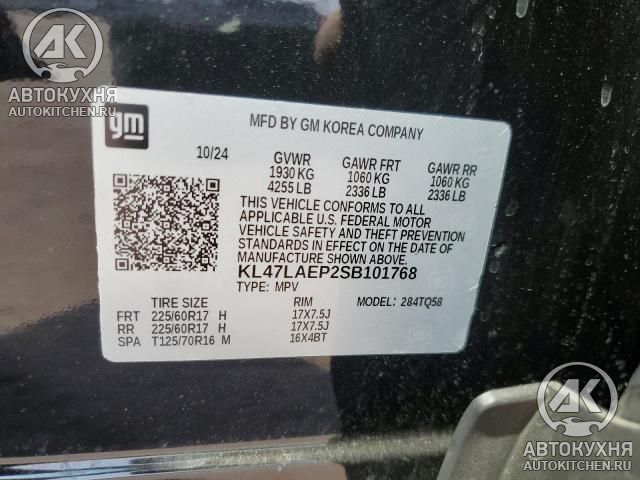 AK
АВТОКУХНЯ
AUTOKITCHEN.RU
gm
MFD BY GM KOREA COMPANY
10/24 GVWR GAWR FRT GAWR RR
1930 KG 1060 KG 1060 KG
4255 LB 2336 LB 2336 LB
THIS VEHICLE CONFORMS TO ALL
APPLICABLE U.S. FEDERAL MOTOR
VEHICLE SAFETY AND THEFT PREVENTION
STANDARDS IN EFFECT ON THE DATE OF
MANUFACTURE SHOWN ABOVE.
KL47LAEP2SB101768
TYPE: MPV
TIRE SIZE RIM MODEL: 284TQ58
FRT 225/60R17 H 17X7.5J
RR 225/60R17 H 17X7.5J
SPA T125/70R16 M 16X4BT
AK
АВТОКУХНЯ
AUTOKITCHEN.RU